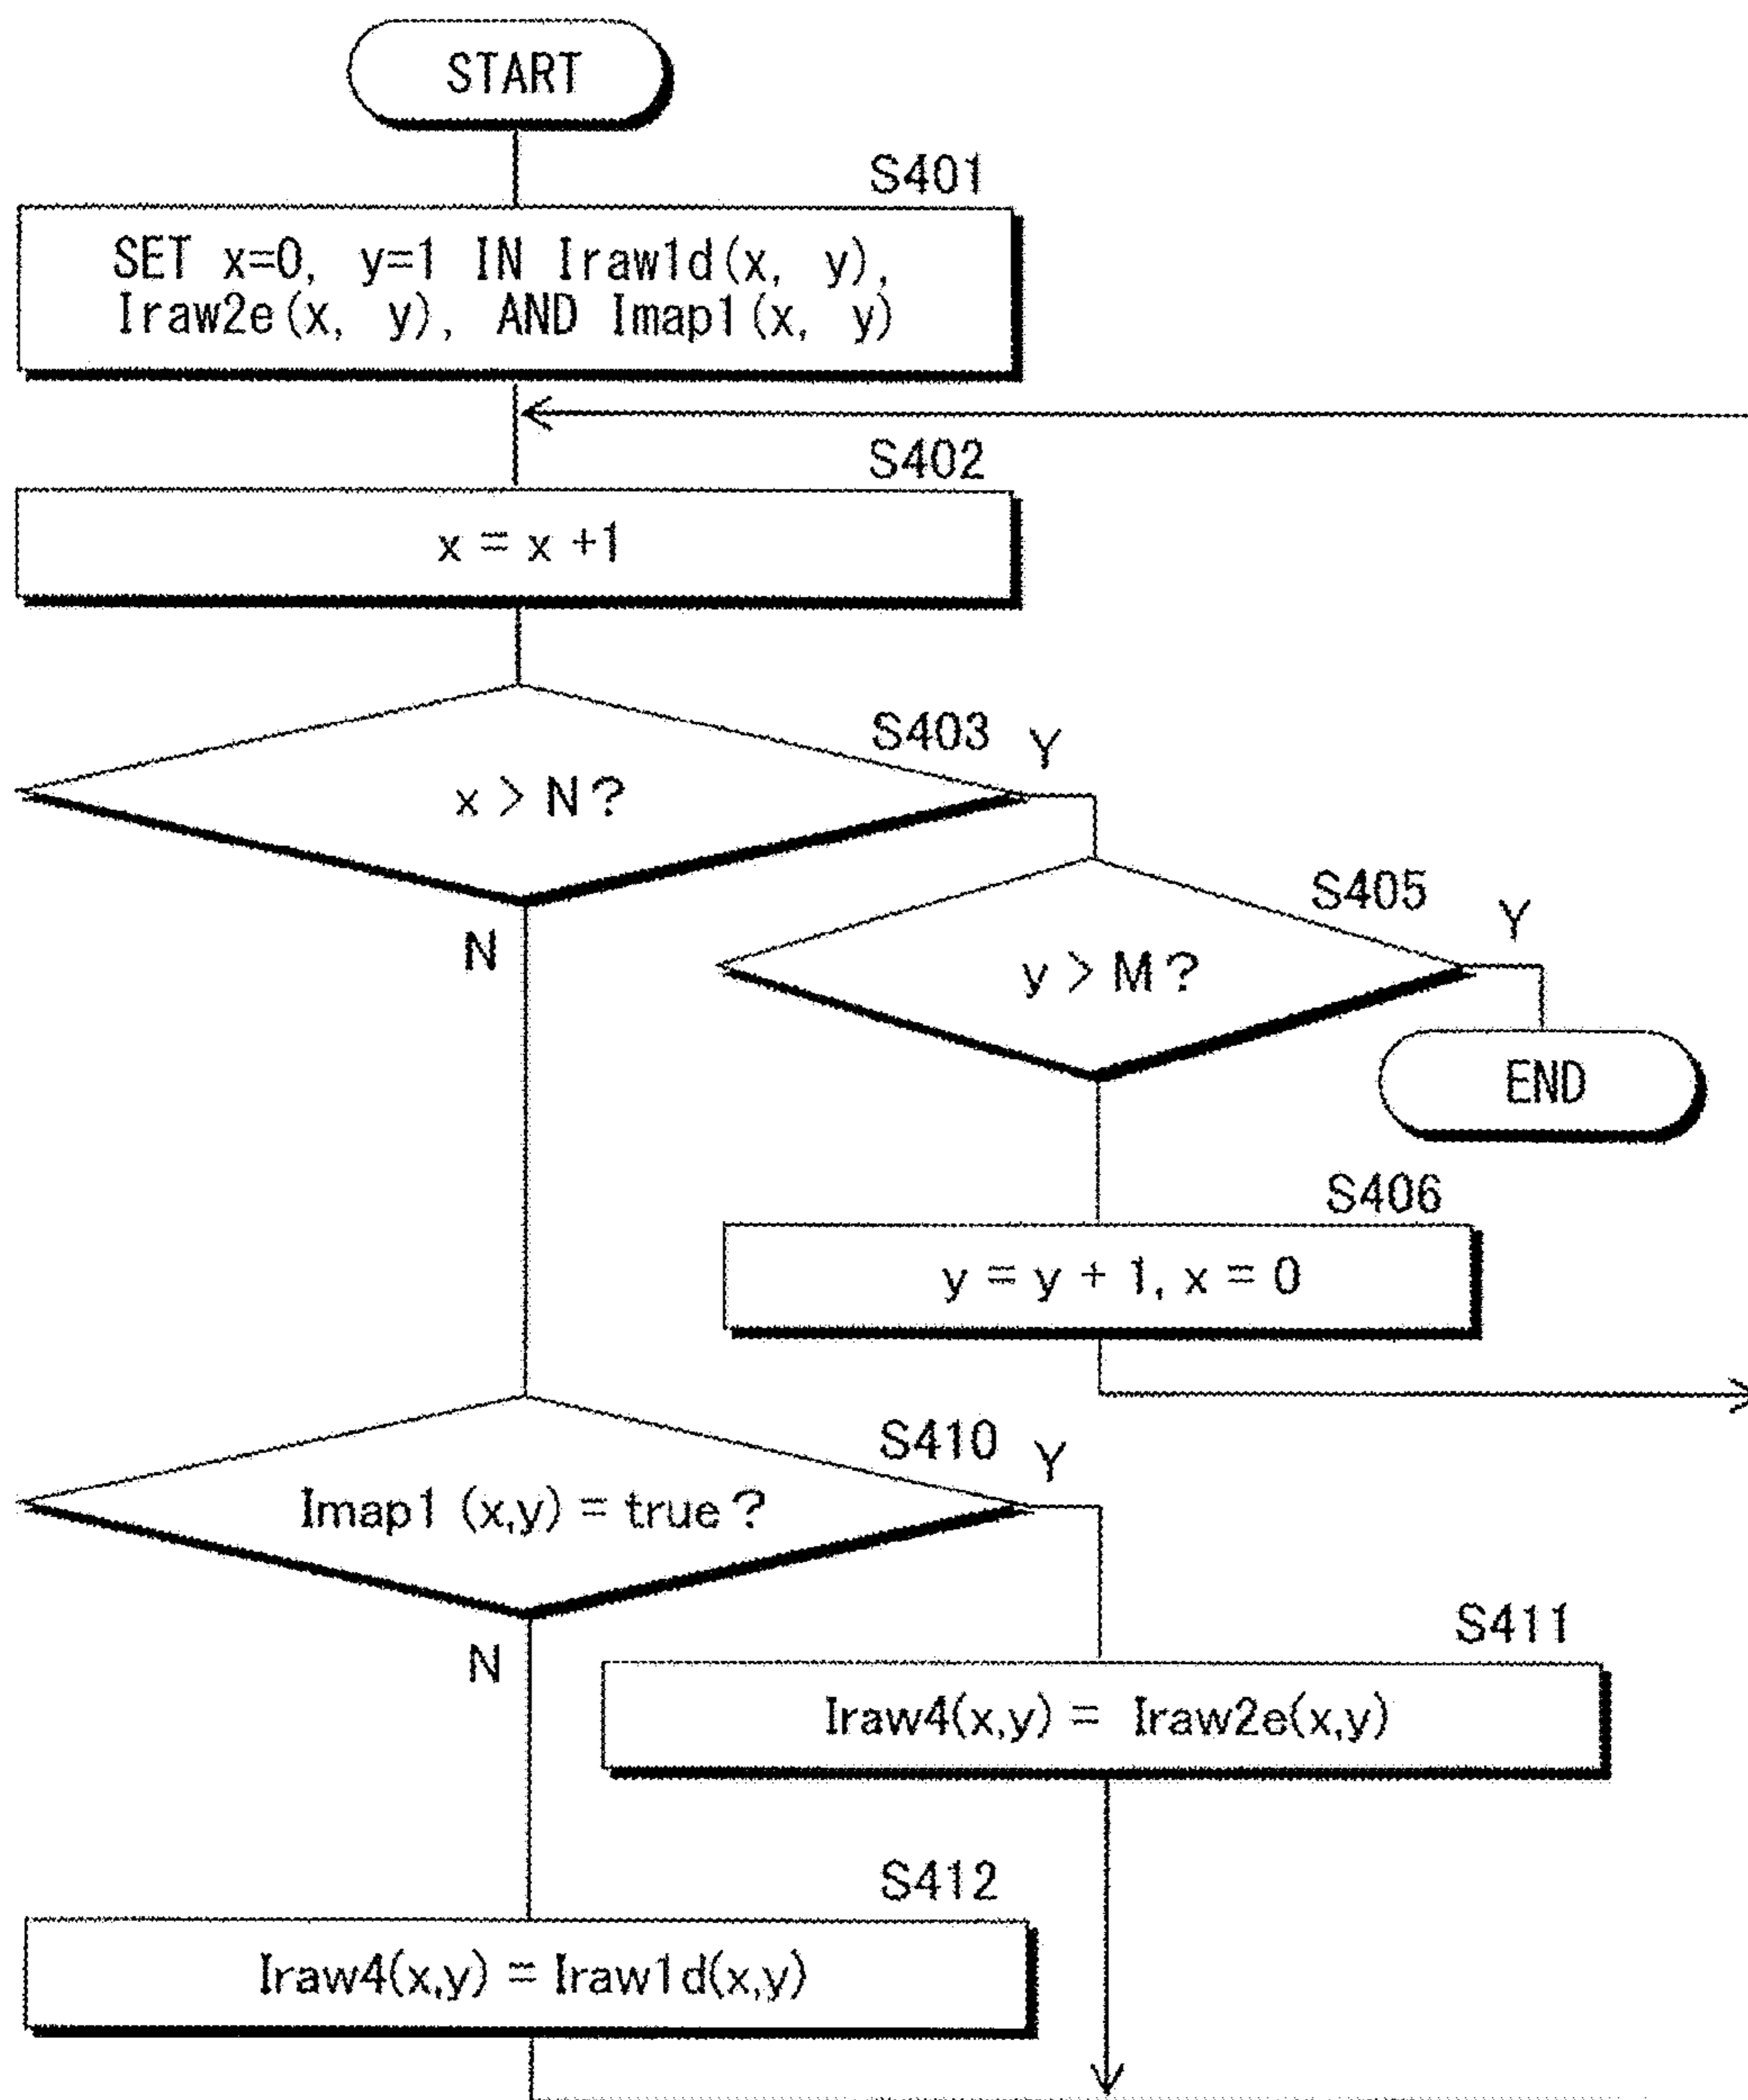 START
S401
SET x=0, y=1 IN Iraw1d(x, y),
Iraw2e(x, y), AND Imap1(x, y)
S402
x = x +1
S403
Y
x > N?
N
S405
Y
y > M?
END
S406
y = y + 1, x = 0
S410
Y
Imap1 (x,y) = true?
N
S411
Iraw4(x,y) = Iraw2e(x,y)
S412
Iraw4(x,y) = Iraw1d(x,y)